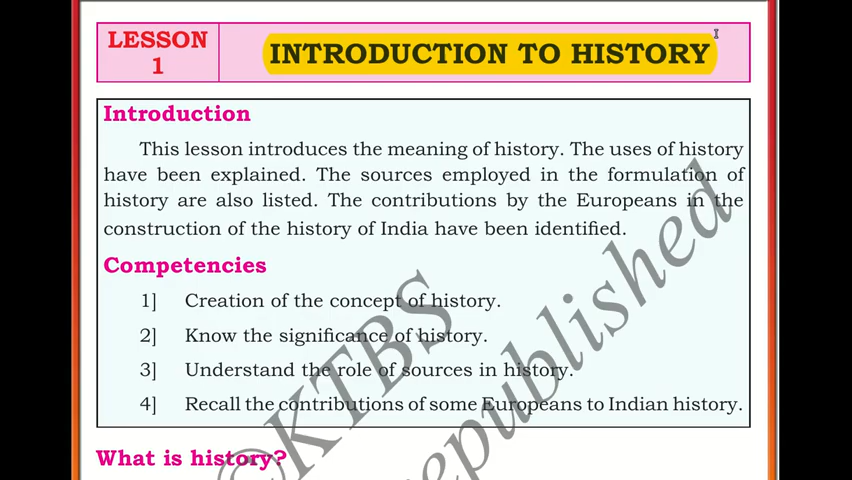 LESSON
1
INTRODUCTION TO HISTORY
Introduction
This lesson introduces the meaning of history. The uses of history
have been explained. The sources employed in the formulation of
history are also listed. The contributions by the Europeans in the
construction of the history of India have been identified.
Competencies
1] Creation of the concept of history.
2] Know the significance of history.
3] Understand the role of sources in history.
4] Recall the contributions of some Europeans to Indian history.
What is history?
©KTBS
republished